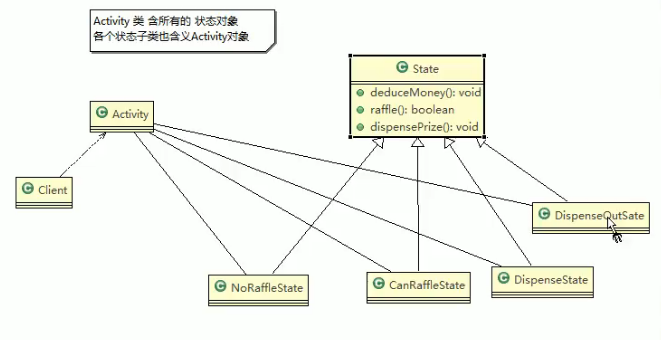 Activity 类 含所有的 状态对象
各个状态子类也含义Activity对象
State
deduceMoney(): void
raffle(): boolean
dispensePrize(): void
Activity
Client
DispenseOutSate
DispenseState
CanRaffleState
NoRaffleState